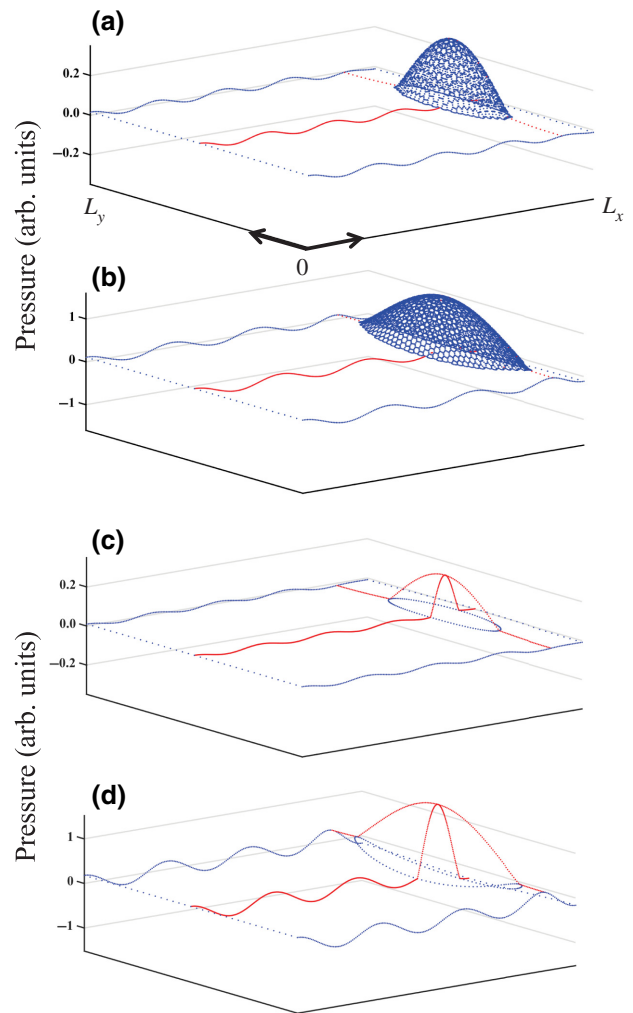 (a)
0.2
0.0
−0.2
L_y
L_x
0
Pressure (arb. units)
(b)
1
0
−1
(c)
0.2
0.0
−0.2
Pressure (arb. units)
(d)
1
0
−1